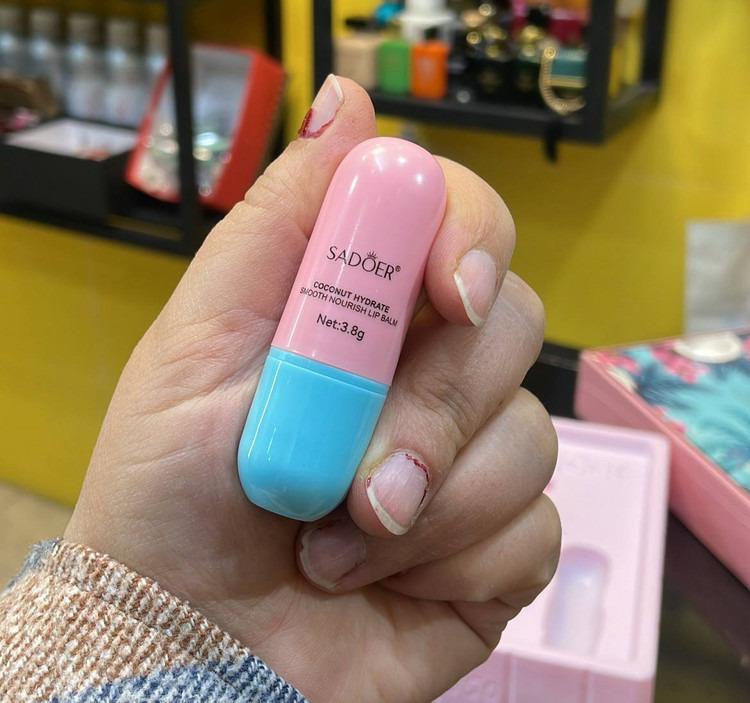 SADOER®
COCONUT HYDRATE
SMOOTH NOURISH LIP BALM
Net:3.8g